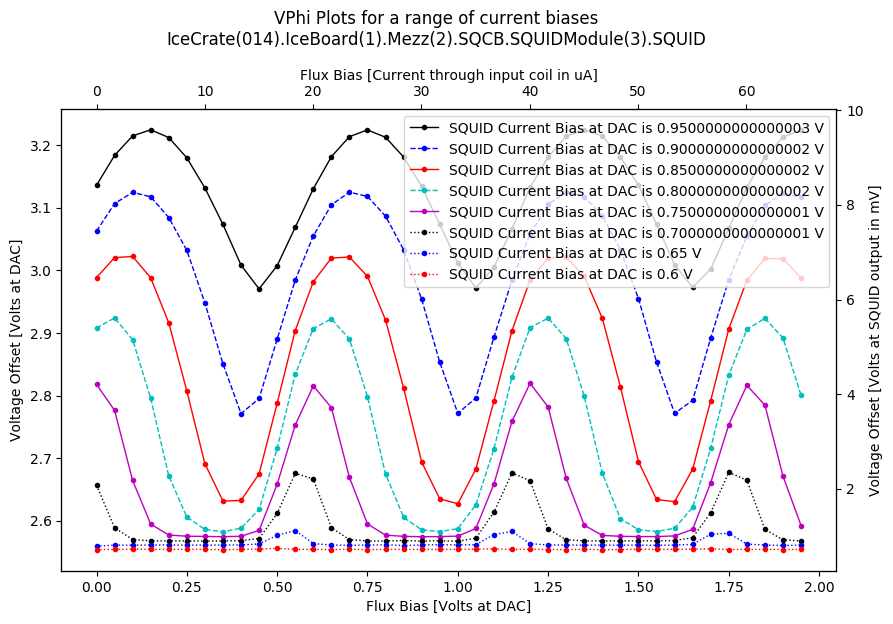 VPhi Plots for a range of current biases
IceCrate(014).IceBoard(1).Mezz(2).SQCB.SQUIDModule(3).SQUID
Flux Bias [Current through input coil in uA]
0 10 20 30 40 50 60
SQUID Current Bias at DAC is 0.9500000000000003 V
SQUID Current Bias at DAC is 0.9000000000000002 V
SQUID Current Bias at DAC is 0.8500000000000002 V
SQUID Current Bias at DAC is 0.8000000000000002 V
SQUID Current Bias at DAC is 0.7500000000000001 V
SQUID Current Bias at DAC is 0.7000000000000001 V
SQUID Current Bias at DAC is 0.65 V
SQUID Current Bias at DAC is 0.6 V
Voltage Offset [Volts at DAC]
3.2
3.1
3.0
2.9
2.8
2.7
2.6
10
8
6
4
2
Voltage Offset [Volts at SQUID output in mV]
0.00 0.25 0.50 0.75 1.00 1.25 1.50 1.75 2.00
Flux Bias [Volts at DAC]